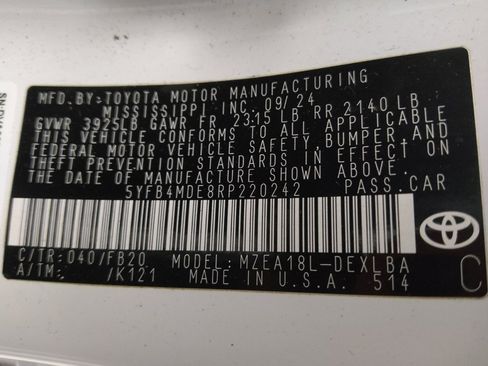 MFD.BY:TOYOTA MOTOR MANUFACTURING
MISSISSIPPI INC. 09/24
GVWR 3925LB GAWR FR 2315 LB RR 2140 LB
THIS VEHICLE CONFORMS TO ALL APPLICABLE
FEDERAL MOTOR VEHICLE SAFETY,BUMPER,AND
THEFT PREVENTION STANDARDS IN EFFECT ON
THE DATE OF MANUFACTURE SHOWN ABOVE.
5YFB4MDE8RP220242 PASS.CAR
C/TR:040/FB20 MODEL:MZEA18L-DEXLBA
A/TM: /K121 MADE IN U.S.A. 514
TOYOTA
C